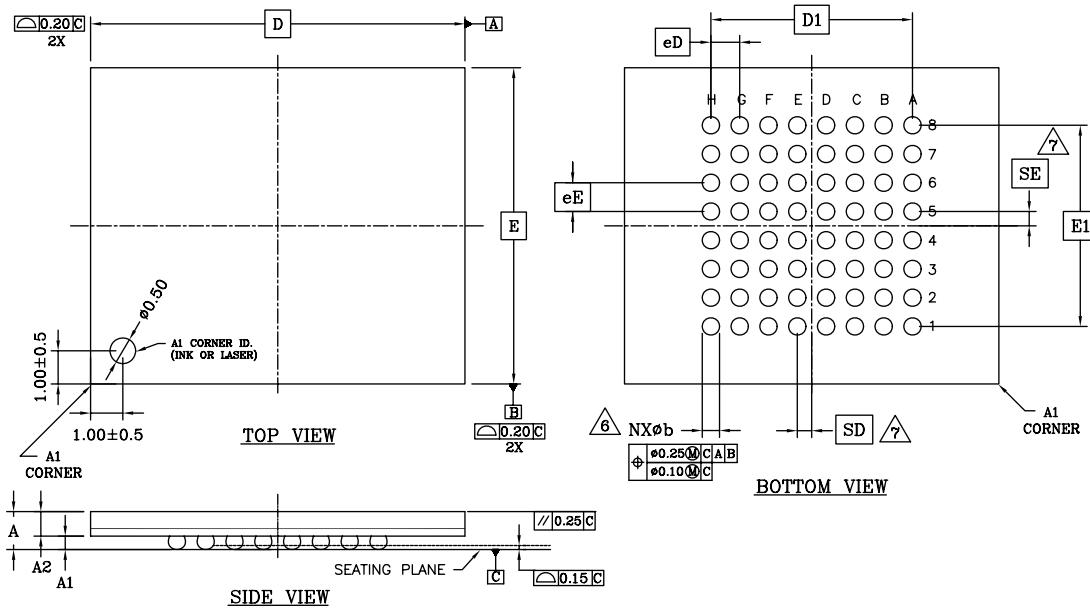 ⌓ 0.20 C
2X
D
A
E
ø0.50
A1 CORNER ID.
(INK OR LASER)
1.00±0.5
1.00±0.5
A1
CORNER
TOP VIEW
B
⌓ 0.20 C
2X
D1
eD
H G F E D C B A
8
7
6
5
4
3
2
1
eE
7
SE
E1
6
NXøb
⌖ ø0.25 Ⓜ C A B
ø0.10 Ⓜ C
SD
7
A1
CORNER
BOTTOM VIEW
A
A2
A1
// 0.25 C
SEATING PLANE
C
⌓ 0.15 C
SIDE VIEW